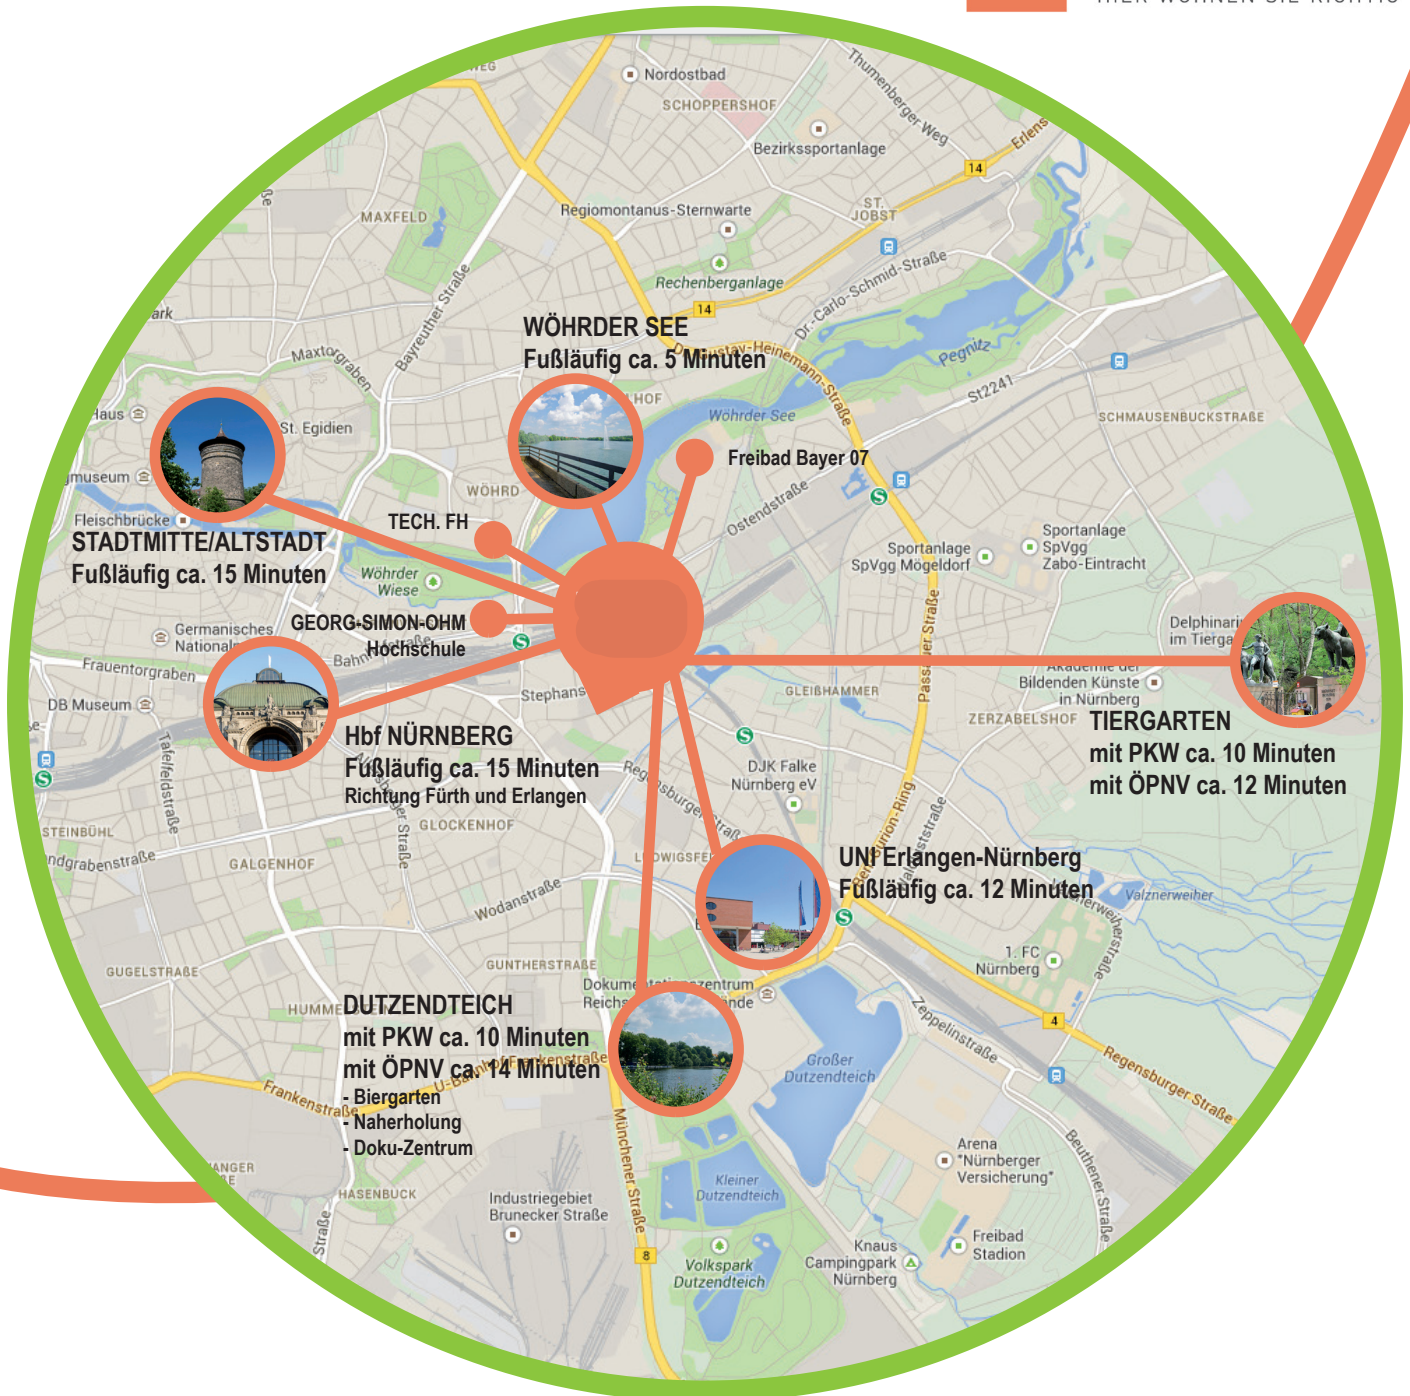 Nordostbad
SCHOPPERSHOF
Thumenberger Weg
Bezirkssportanlage
14
Regiomontanus-Sternwarte
ST.
JOBST
MAXFELD
Rechenberganlage
14
Dr.-Carlo-Schmid-Straße
Bayreuther Straße
Maxtorgraben
WÖHRDER SEE
Fußläufig ca. 5 Minuten
Pegnitz
St2241
Wöhrder See
SCHMAUSENBUCKSTRASSE
St. Egidien
Freibad Bayer 07
WÖHRD
Ostendstraße
S
Fleischbrücke
TECH. FH
STADTMITTE/ALTSTADT
Fußläufig ca. 15 Minuten
Wöhrder
Wiese
Sportanlage
SpVgg Mögeldorf
Sportanlage
SpVgg
Zabo-Eintracht
GEORG-SIMON-OHM
Hochschule
Germanisches
S
Frauentorgraben
DB Museum
S
GLEIßHAMMER
Passauer Straße
Akademie der
Bildenden Künste
in Nürnberg
ZERZABELSHOF
TIERGARTEN
mit PKW ca. 10 Minuten
mit ÖPNV ca. 12 Minuten
Hbf NÜRNBERG
Fußläufig ca. 15 Minuten
Richtung Fürth und Erlangen
Tafelfeldstraße
S
DJK Falke
Nürnberg eV
STEINBÜHL
GALGENHOF
GLOCKENHOF
UNI Erlangen-Nürnberg
Fußläufig ca. 12 Minuten
S
Wodanstraße
Valznerweiher
1. FC
Nürnberg
GUGELSTRAßE
GUNTHERSTRAßE
DUTZENDTEICH
mit PKW ca. 10 Minuten
mit ÖPNV ca. 14 Minuten
- Biergarten
- Naherholung
- Doku-Zentrum
Frankenstraße
Zeppelinstraße
4
Regensburger Straße
Großer
Dutzendteich
Münchener Straße
Beuthener Straße
Arena
"Nürnberger
Versicherung"
HASENBUCK
Industriegebiet
Brunecker Straße
Kleiner
Dutzendteich
8
Volkspark
Dutzendteich
Knaus
Campingpark
Nürnberg
Freibad
Stadion